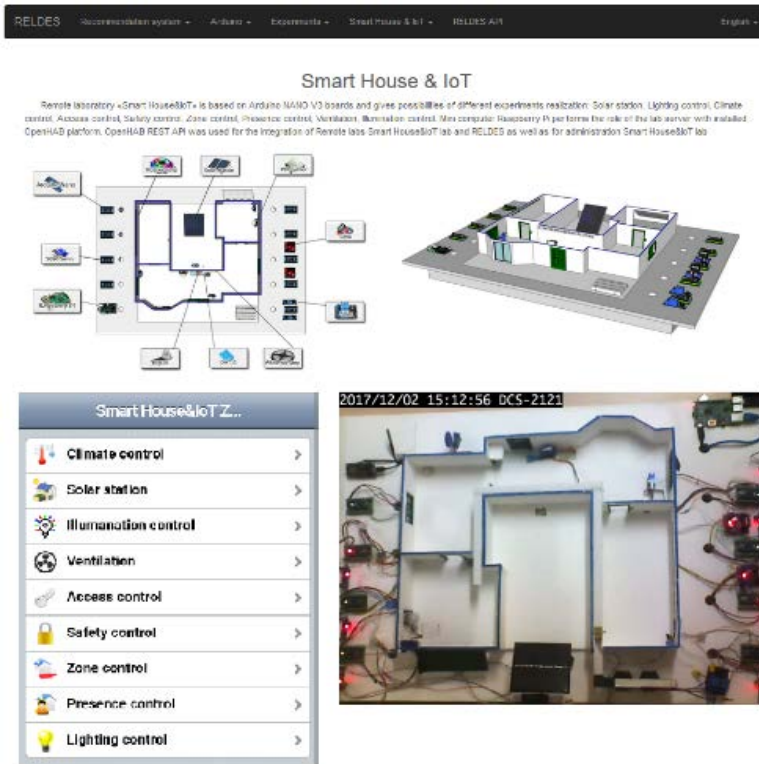 RELDES Recommendation system Arduino Experiments Smart House & IoT RELDES API English
Smart House & IoT
Remote laboratory «Smart House&IoT» is based on Arduino NANO V3 boards and gives possibilities of different experiments realization: Solar station, Lighting control, Climate
control, Access control, Safety control, Zone control, Presence control, Ventilation, Illumination control. Mini computer Raspberry Pi performs the role of the lab server with installed
OpenHAB platform. OpenHAB REST API was used for the integration of Remote labs Smart House&IoT lab and RELDES as well as for administration Smart House&IoT lab
Smart House&IoT Z...
Climate control
Solar station
Illumanation control
Ventilation
Access control
Safety control
Zone control
Presence control
Lighting control
2017/12/02 15:12:56 DCS-2121